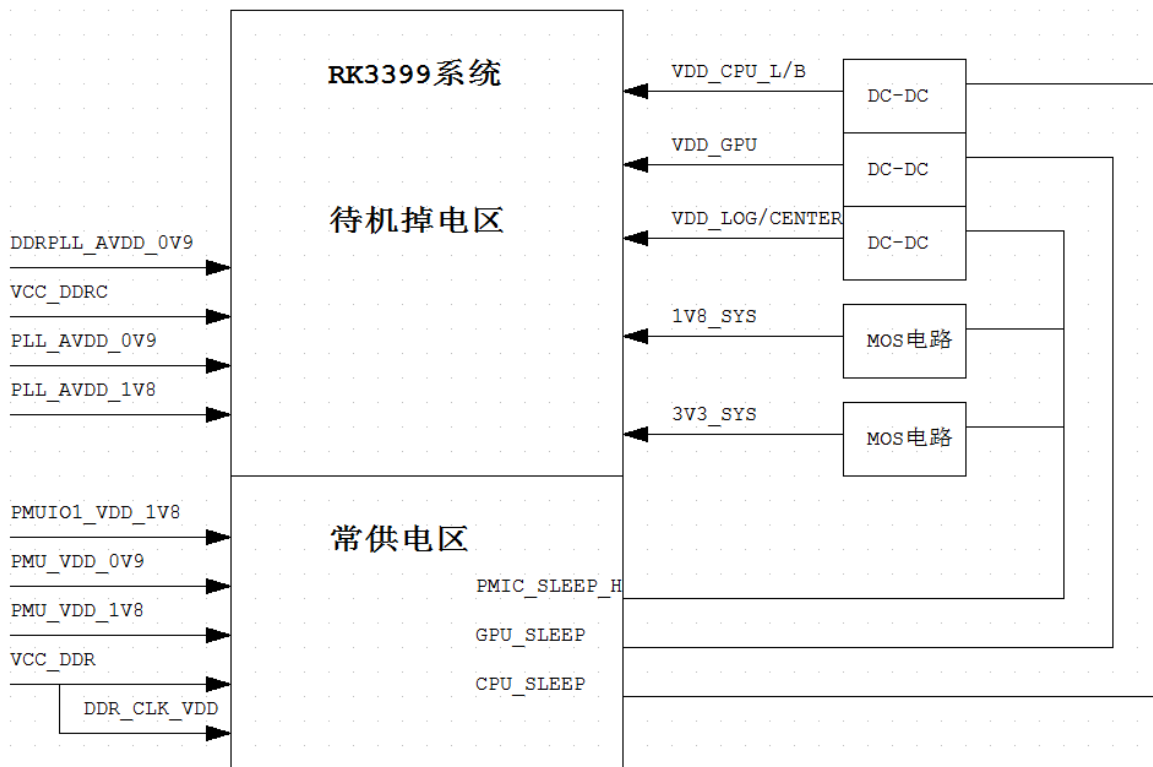 RK3399系统
待机掉电区
DDRPLL_AVDD_0V9
VCC_DDRC
PLL_AVDD_0V9
PLL_AVDD_1V8
VDD_CPU_L/B
DC-DC
VDD_GPU
DC-DC
VDD_LOG/CENTER
DC-DC
1V8_SYS
MOS电路
3V3_SYS
MOS电路
常供电区
PMUIO1_VDD_1V8
PMU_VDD_0V9
PMU_VDD_1V8
VCC_DDR
DDR_CLK_VDD
PMIC_SLEEP_H
GPU_SLEEP
CPU_SLEEP